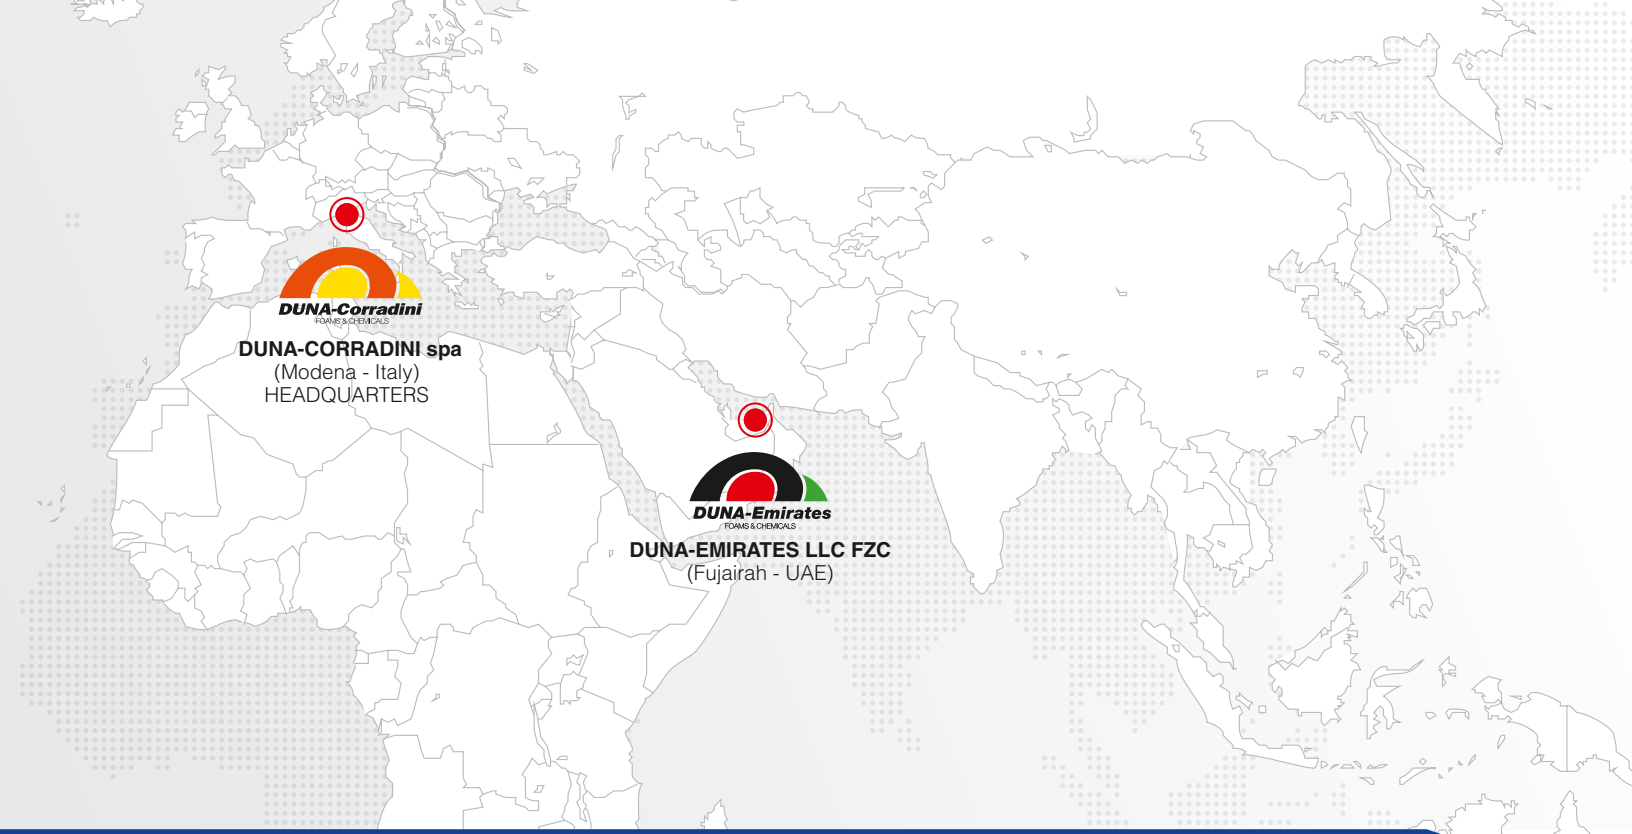 DUNA-Corradini
FOAMS & CHEMICALS
DUNA-CORRADINI spa
(Modena - Italy)
HEADQUARTERS
DUNA-Emirates
FOAMS & CHEMICALS
DUNA-EMIRATES LLC FZC
(Fujairah - UAE)